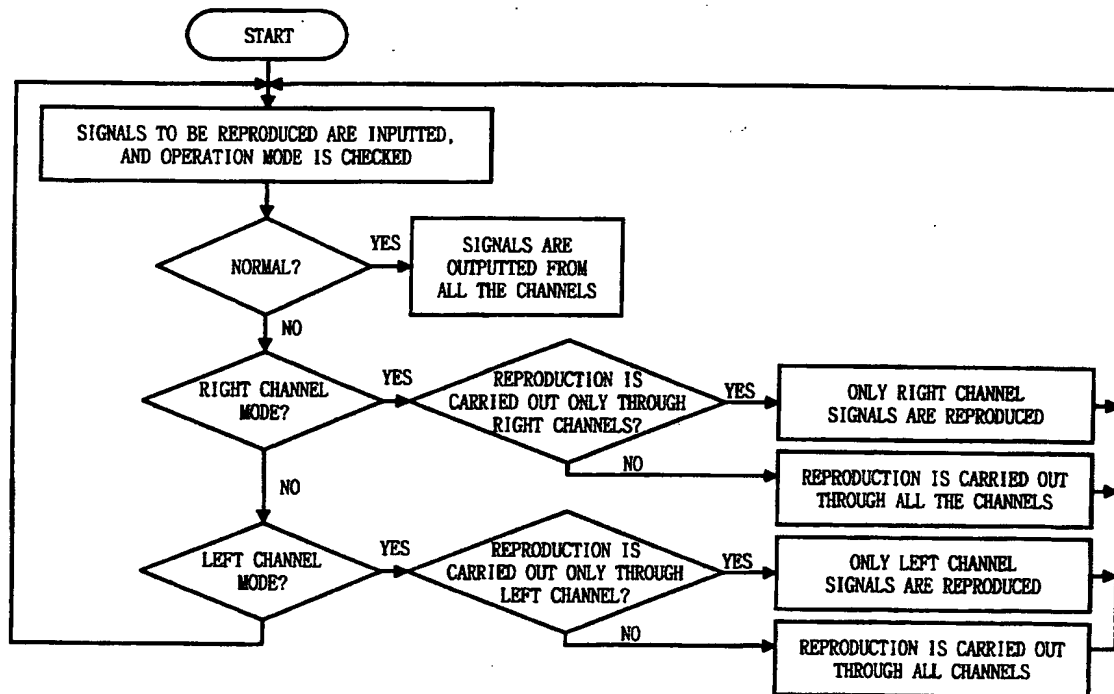 START
SIGNALS TO BE REPRODUCED ARE INPUTTED,
AND OPERATION MODE IS CHECKED
NORMAL?
YES
SIGNALS ARE
OUTPUTTED FROM
ALL THE CHANNELS
NO
RIGHT CHANNEL
MODE?
YES
REPRODUCTION IS
CARRIED OUT ONLY THROUGH
RIGHT CHANNELS?
YES
ONLY RIGHT CHANNEL
SIGNALS ARE REPRODUCED
NO
REPRODUCTION IS CARRIED OUT
THROUGH ALL THE CHANNELS
NO
LEFT CHANNEL
MODE?
YES
REPRODUCTION IS
CARRIED OUT ONLY THROUGH
LEFT CHANNEL?
YES
ONLY LEFT CHANNEL
SIGNALS ARE REPRODUCED
NO
REPRODUCTION IS CARRIED OUT
THROUGH ALL CHANNELS